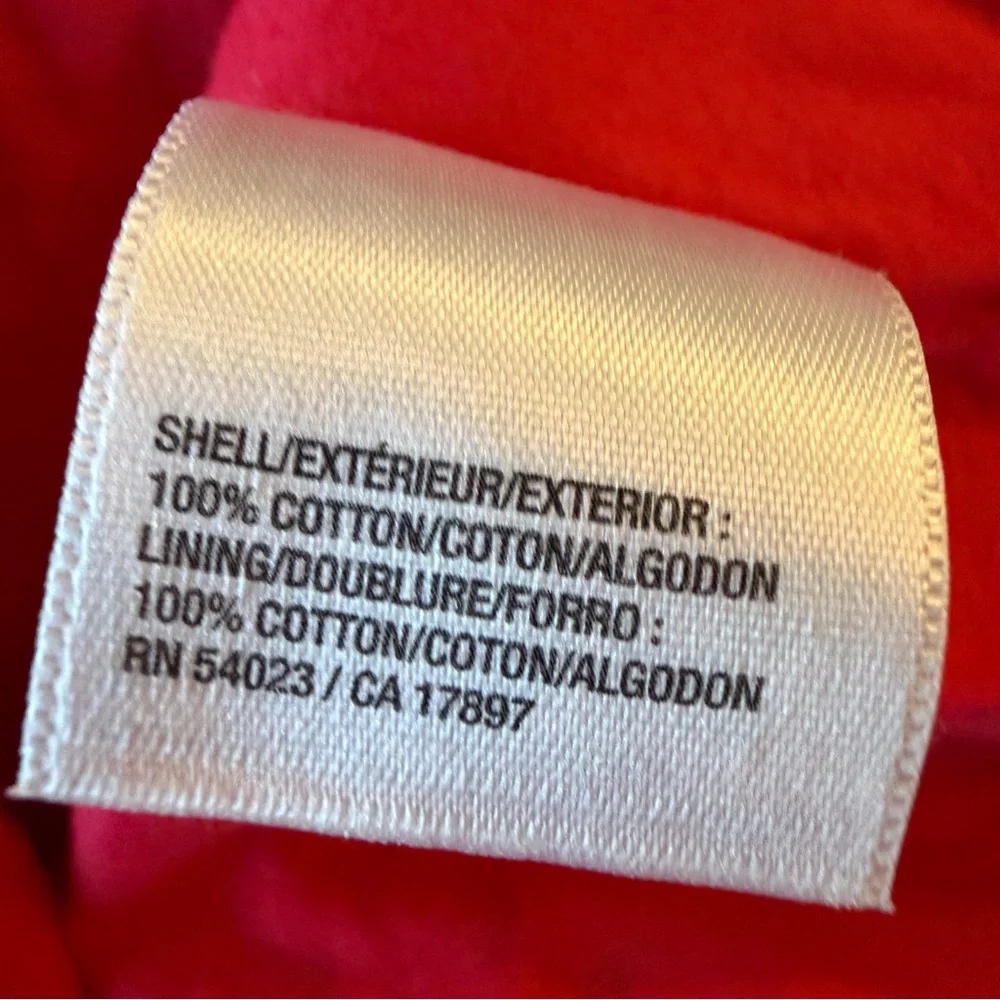 SHELL/EXTÉRIEUR/EXTERIOR :
100% COTTON/COTON/ALGODON
LINING/DOUBLURE/FORRO :
100% COTTON/COTON/ALGODON
RN 54023 / CA 17897